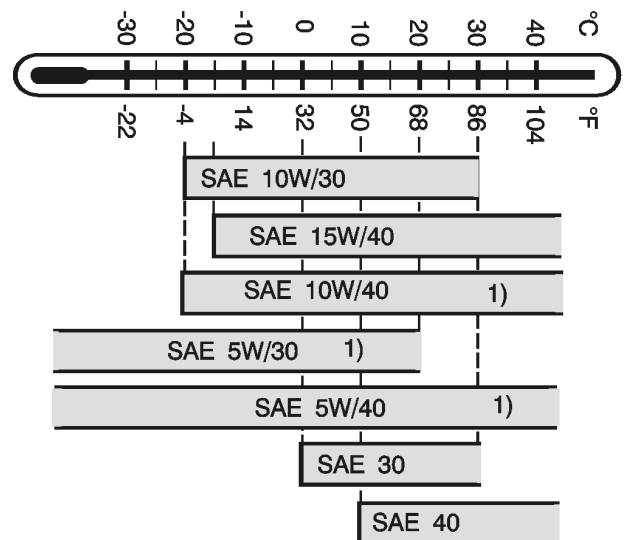 -30 -20 -10 0 10 20 30 40 °C
-22 -4 14 32 50 68 86 104 °F
SAE 10W/30
SAE 15W/40
SAE 10W/40 1)
SAE 5W/30 1)
SAE 5W/40 1)
SAE 30
SAE 40